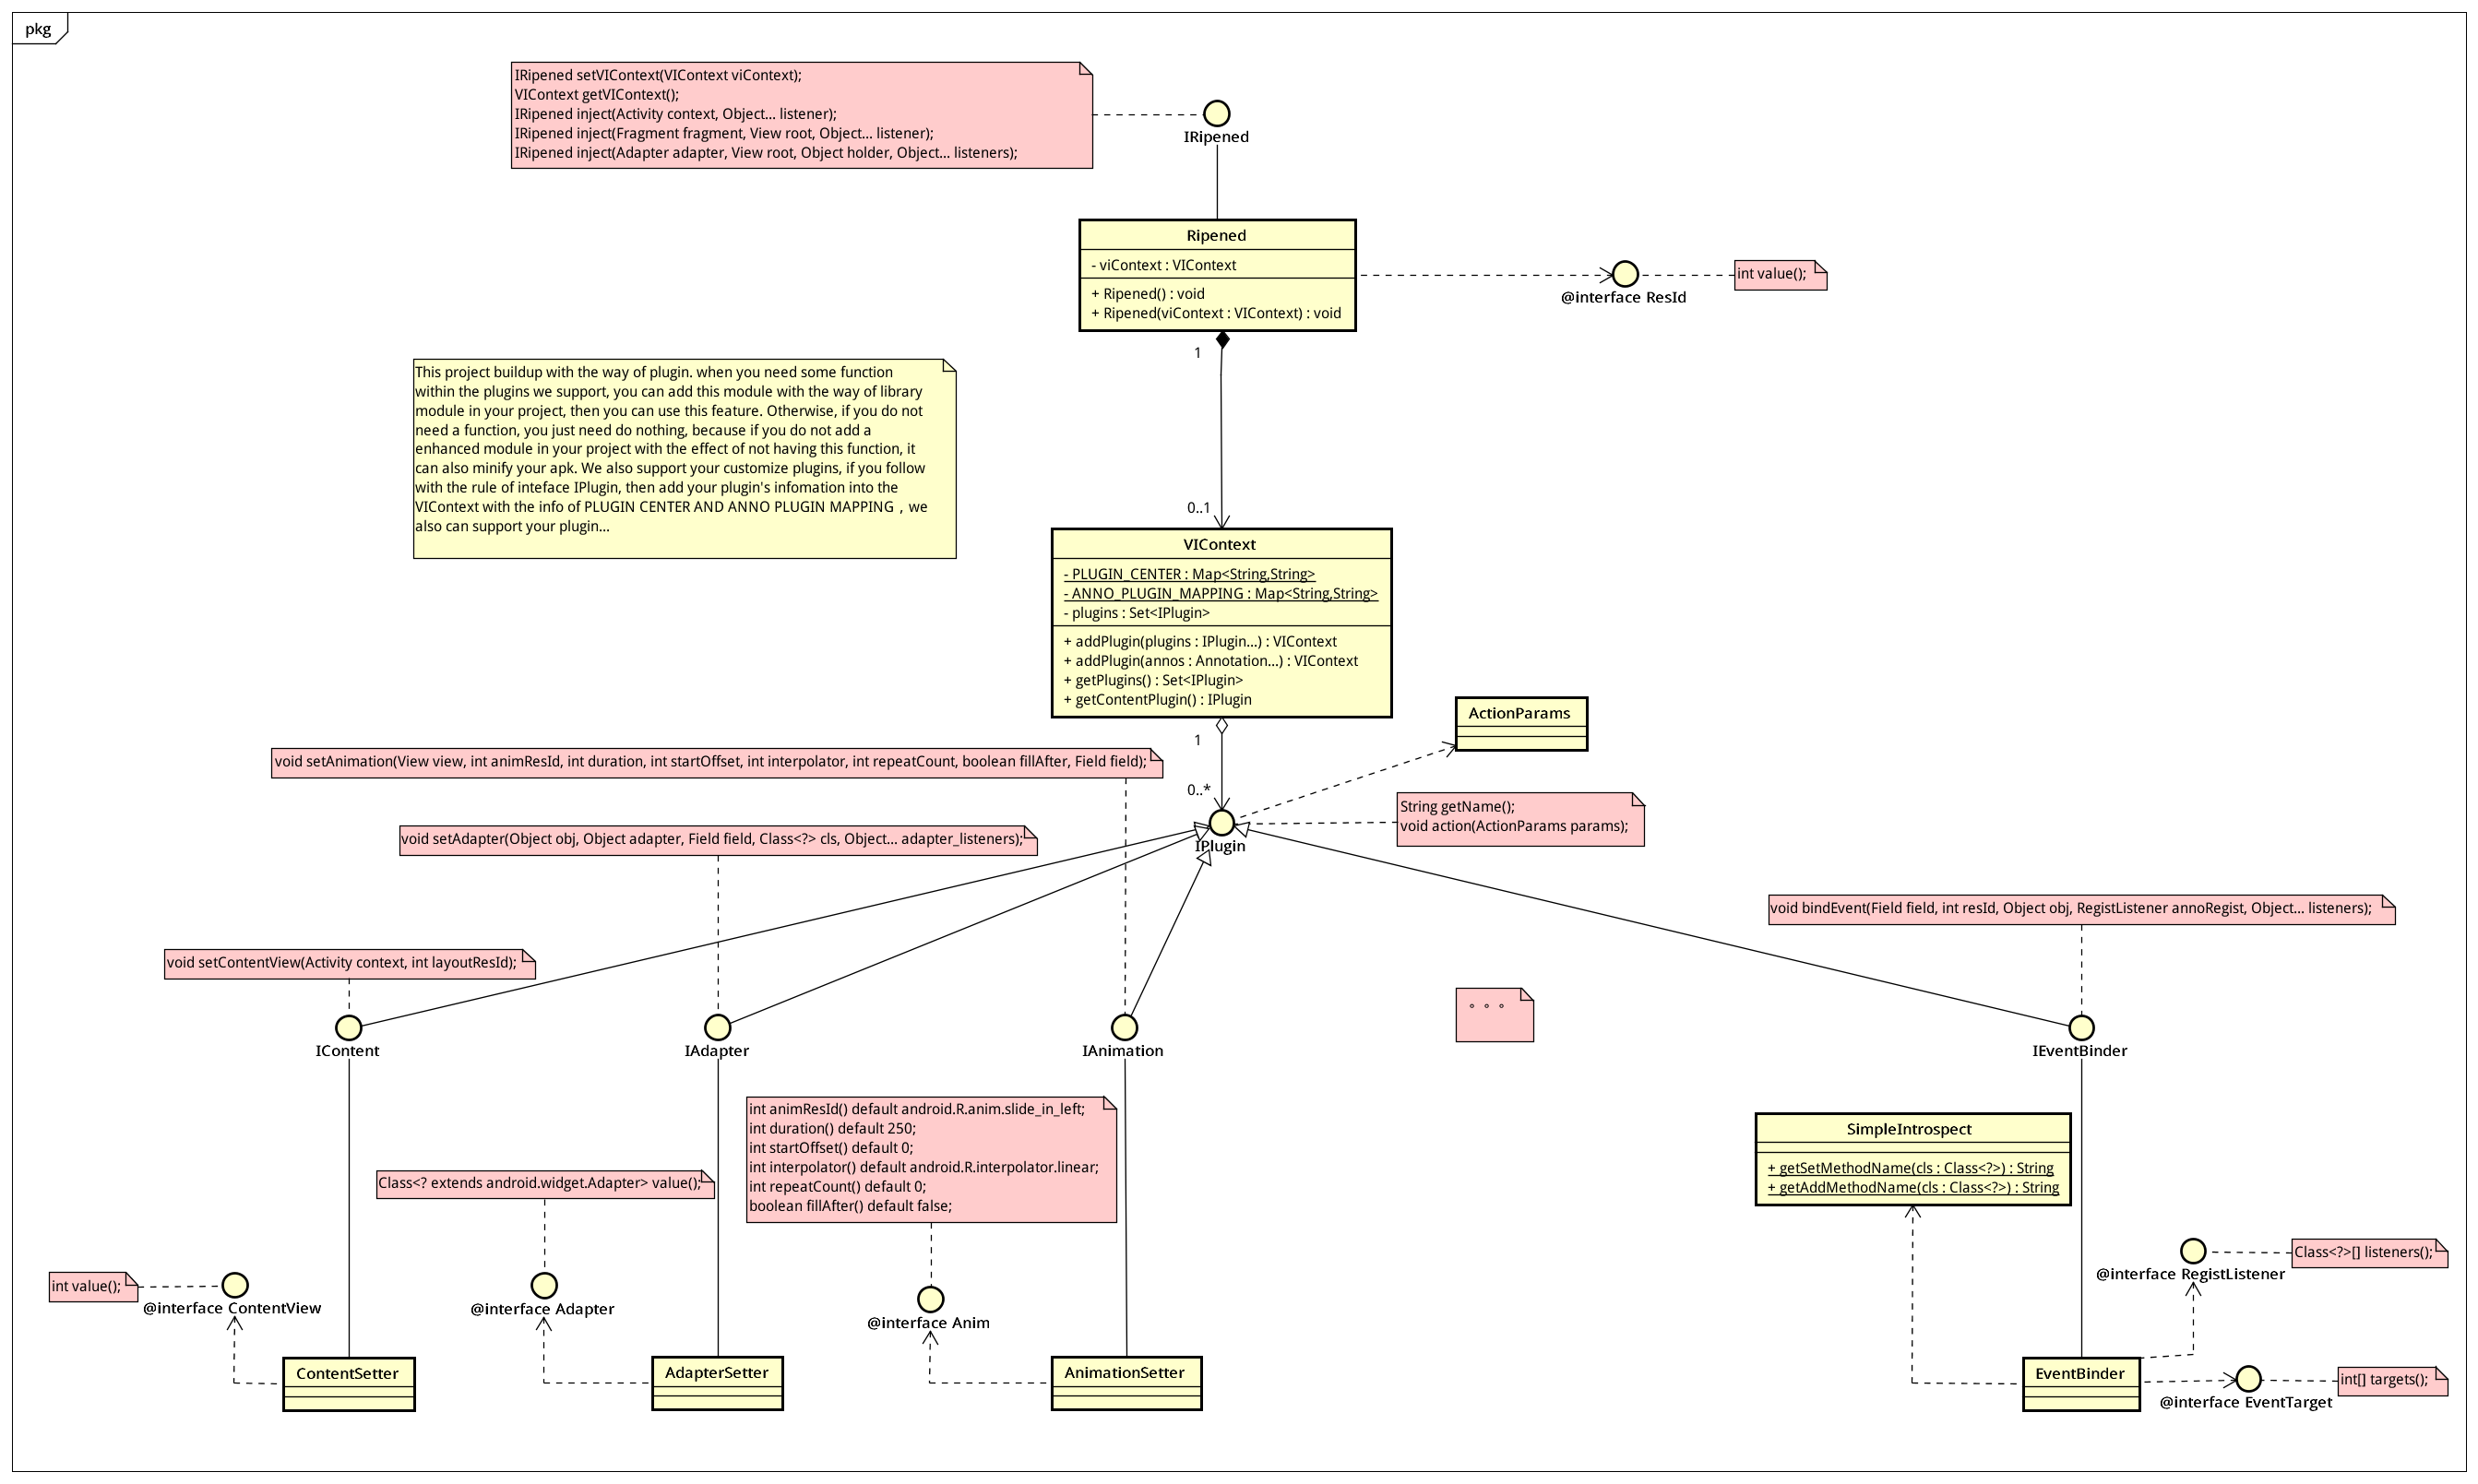 pkg
IRipened setVIContext(VIContext viContext);
VIContext getVIContext();
IRipened inject(Activity context, Object... listener);
IRipened inject(Fragment fragment, View root, Object... listener);
IRipened inject(Adapter adapter, View root, Object holder, Object... listeners);
IRipened
Ripened
- viContext : VIContext
+ Ripened() : void
+ Ripened(viContext : VIContext) : void
int value();
@interface ResId
1
This project buildup with the way of plugin. when you need some function
within the plugins we support, you can add this module with the way of library
module in your project, then you can use this feature. Otherwise, if you do not
need a function, you just need do nothing, because if you do not add a
enhanced module in your project with the effect of not having this function, it
can also minify your apk. We also support your customize plugins, if you follow
with the rule of inteface IPlugin, then add your plugin's infomation into the
VIContext with the info of PLUGIN CENTER AND ANNO PLUGIN MAPPING，we
also can support your plugin...
0..1
VIContext
- PLUGIN_CENTER : Map<String,String>
- ANNO_PLUGIN_MAPPING : Map<String,String>
- plugins : Set<IPlugin>
+ addPlugin(plugins : IPlugin...) : VIContext
+ addPlugin(annos : Annotation...) : VIContext
+ getPlugins() : Set<IPlugin>
+ getContentPlugin() : IPlugin
ActionParams
1
void setAnimation(View view, int animResId, int duration, int startOffset, int interpolator, int repeatCount, boolean fillAfter, Field field);
0..*
String getName();
void action(ActionParams params);
void setAdapter(Object obj, Object adapter, Field field, Class<?> cls, Object... adapter_listeners);
IPlugin
void bindEvent(Field field, int resId, Object obj, RegistListener annoRegist, Object... listeners);
void setContentView(Activity context, int layoutResId);
。。。
IContent
IAdapter
IAnimation
IEventBinder
int animResId() default android.R.anim.slide_in_left;
int duration() default 250;
int startOffset() default 0;
int interpolator() default android.R.interpolator.linear;
int repeatCount() default 0;
boolean fillAfter() default false;
SimpleIntrospect
+ getSetMethodName(cls : Class<?>) : String
+ getAddMethodName(cls : Class<?>) : String
Class<? extends android.widget.Adapter> value();
Class<?>[] listeners();
@interface RegistListener
int value();
@interface ContentView
@interface Adapter
@interface Anim
ContentSetter
AdapterSetter
AnimationSetter
EventBinder
int[] targets();
@interface EventTarget